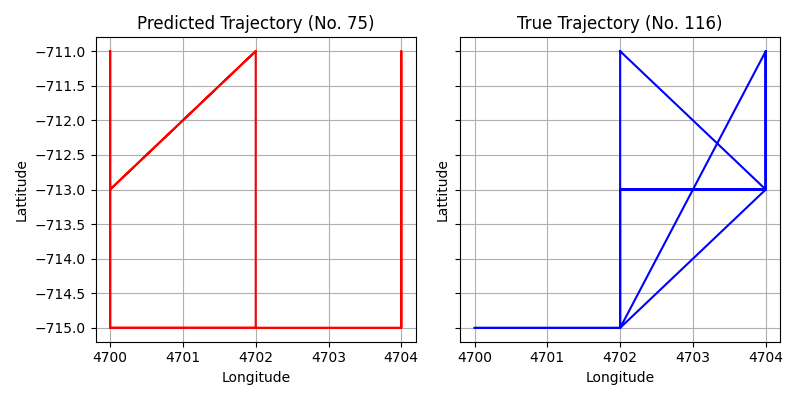 Predicted Trajectory (No. 75)
True Trajectory (No. 116)
−711.0
−711.5
−712.0
−712.5
−713.0
−713.5
−714.0
−714.5
−715.0
Lattitude
Lattitude
4700 4701 4702 4703 4704
4700 4701 4702 4703 4704
Longitude
Longitude